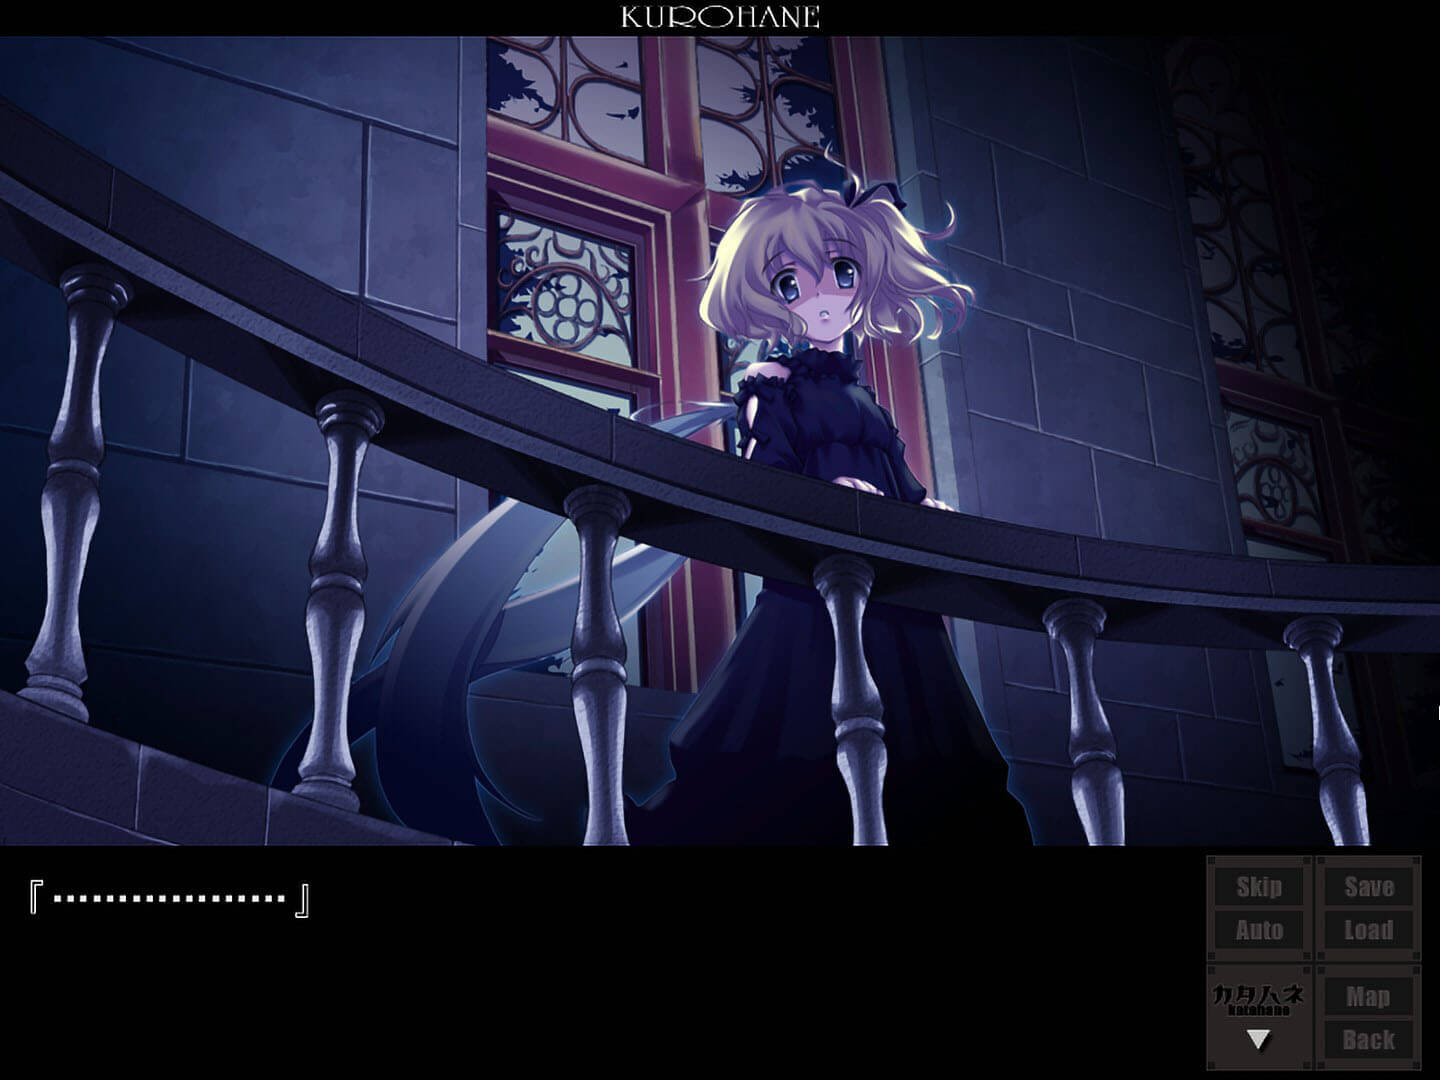 KUROHANE
『………………』
Skip
Save
Auto
Load
カタハネ
katahane
Map
Back